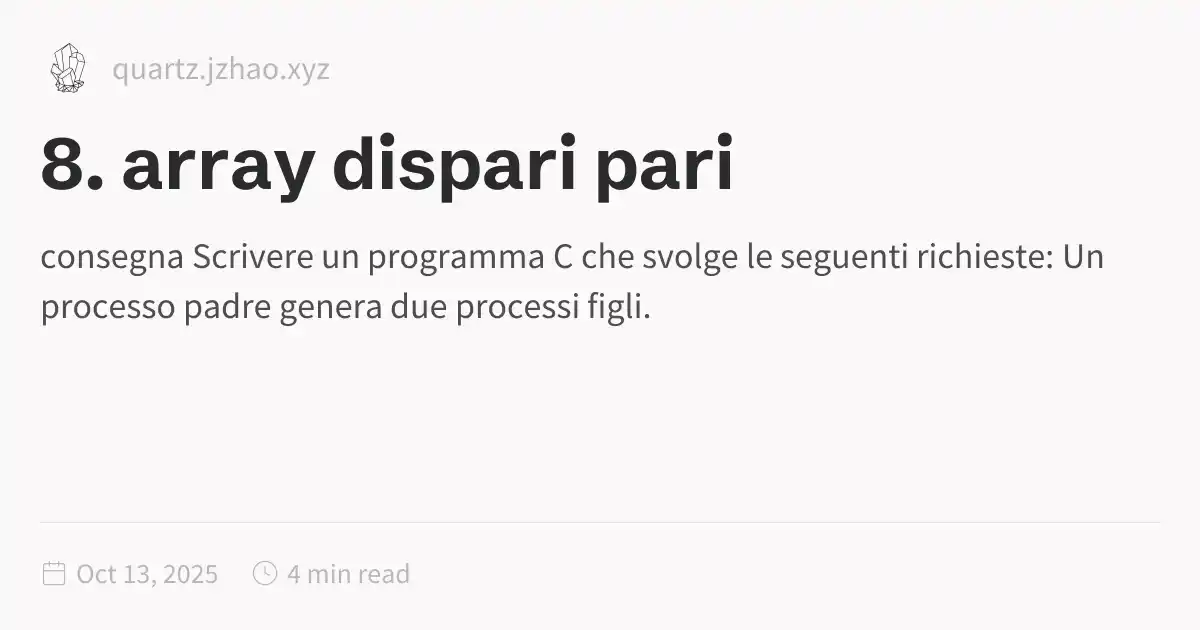 quartz.jzhao.xyz
8. array dispari pari
consegna Scrivere un programma C che svolge le seguenti richieste: Un
processo padre genera due processi figli.
Oct 13, 2025 4 min read